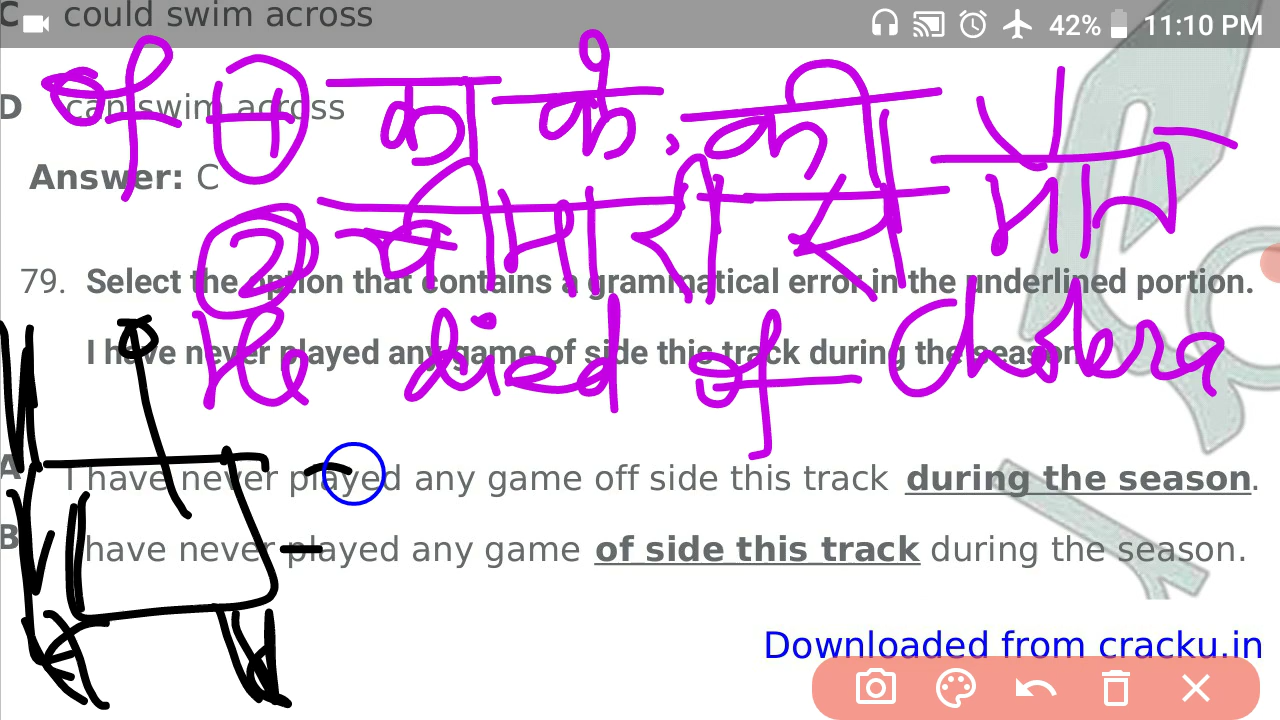 C could swim across
42% 11:10 PM
D can swim across
of ① का के, की
Answer: C
② बीमारी से
79. Select the option that contains a grammatical error in the underlined portion.
He died of Cholera
I have never played any game of side this track during the season.
A I have never played any game off side this track during the season.
B I have never played any game of side this track during the season.
Downloaded from cracku.in